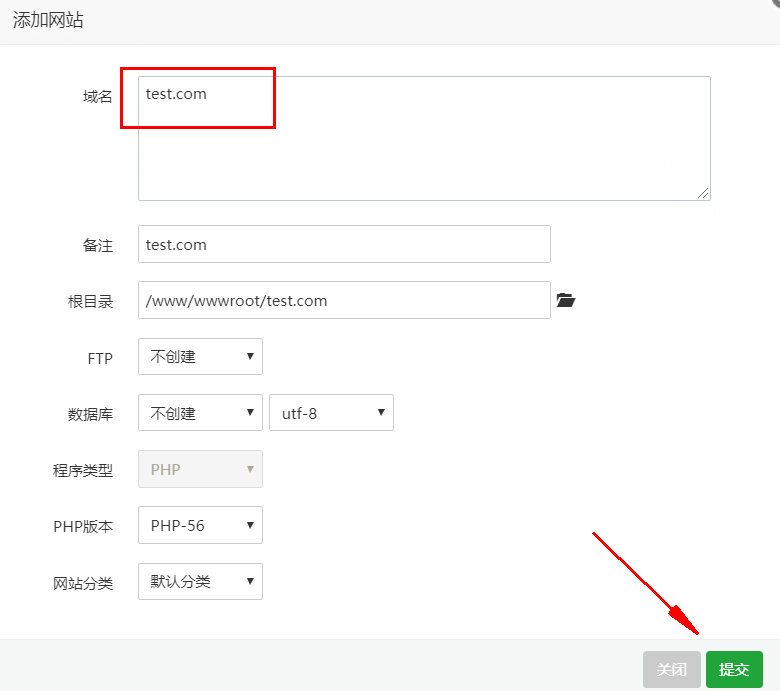 添加网站
域名 test.com
备注 test.com
根目录 /www/wwwroot/test.com
FTP 不创建
数据库 不创建 utf-8
程序类型 PHP
PHP版本 PHP-56
网站分类 默认分类
关闭 提交